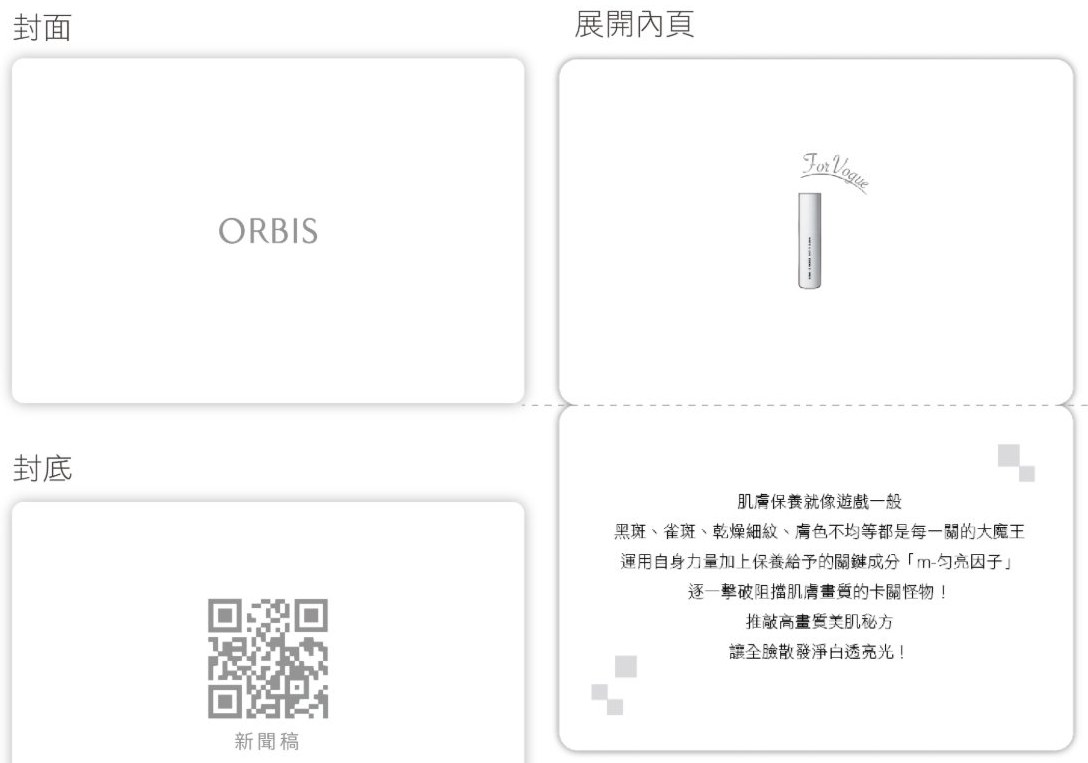 封面
ORBIS
封底
新聞稿
展開內頁
For Vogue
肌膚保養就像遊戲一般
黑斑、雀斑、乾燥細紋、膚色不均等都是每一關的大魔王
運用自身力量加上保養給予的關鍵成分「m-勻亮因子」
逐一擊破阻擋肌膚畫質的卡關怪物！
推敲高畫質美肌秘方
讓全臉散發淨白透亮光！